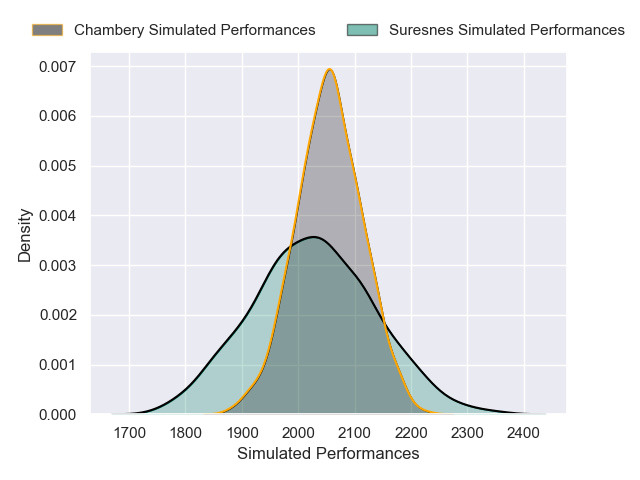 Chambery Simulated Performances
Suresnes Simulated Performances
0.007
0.006
0.005
0.004
0.003
0.002
0.001
0.000
Density
1700 1800 1900 2000 2100 2200 2300 2400
Simulated Performances